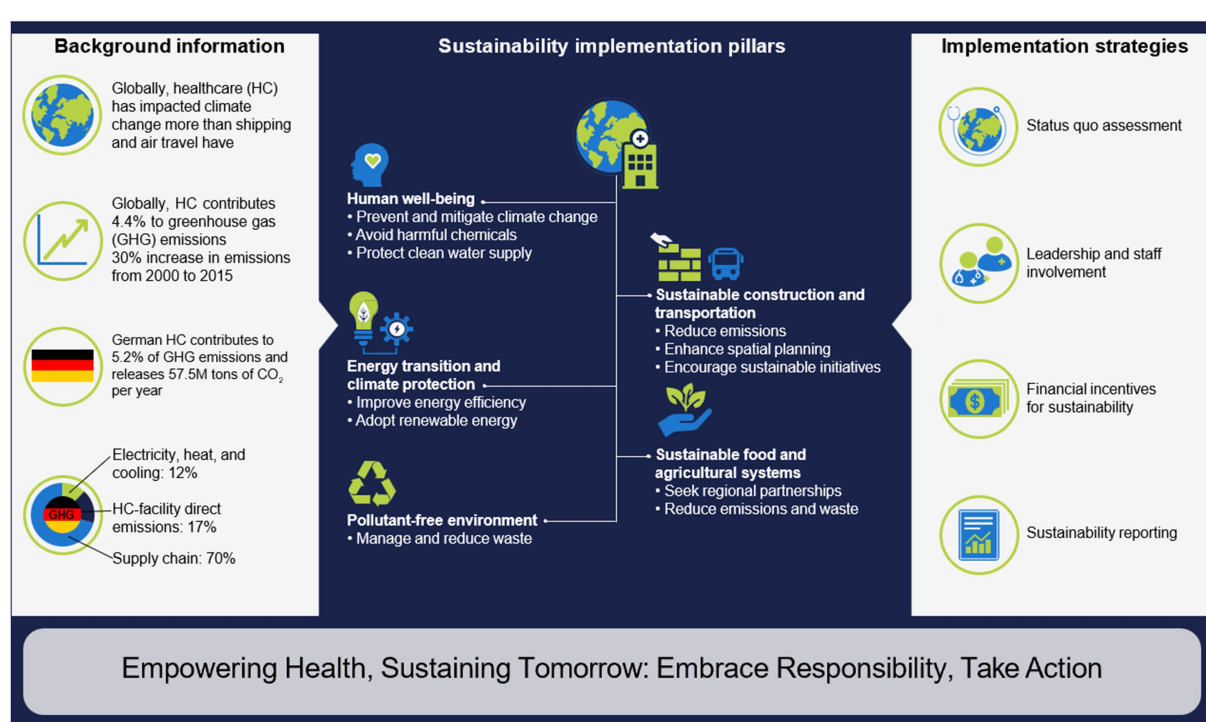 Background information
Globally, healthcare (HC)
has impacted climate
change more than shipping
and air travel have
Globally, HC contributes
4.4% to greenhouse gas
(GHG) emissions
30% increase in emissions
from 2000 to 2015
German HC contributes to
5.2% of GHG emissions and
releases 57.5M tons of CO₂
per year
Electricity, heat, and
cooling: 12%
GHG
HC-facility direct
emissions: 17%
Supply chain: 70%
Sustainability implementation pillars
Human well-being
• Prevent and mitigate climate change
• Avoid harmful chemicals
• Protect clean water supply
Sustainable construction and
transportation
• Reduce emissions
• Enhance spatial planning
• Encourage sustainable initiatives
Energy transition and
climate protection
• Improve energy efficiency
• Adopt renewable energy
Sustainable food and
agricultural systems
• Seek regional partnerships
• Reduce emissions and waste
Pollutant-free environment
• Manage and reduce waste
Implementation strategies
Status quo assessment
Leadership and staff
involvement
$
Financial incentives
for sustainability
Sustainability reporting
Empowering Health, Sustaining Tomorrow: Embrace Responsibility, Take Action